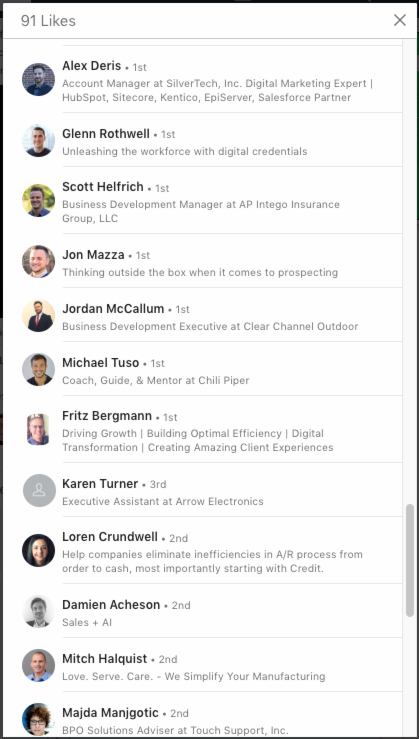 91 Likes
Alex Deris • 1st
Account Manager at SilverTech, Inc. Digital Marketing Expert |
HubSpot, Sitecore, Kentico, EpiServer, Salesforce Partner
Glenn Rothwell • 1st
Unleashing the workforce with digital credentials
Scott Helfrich • 1st
Business Development Manager at AP Intego Insurance
Group, LLC
Jon Mazza • 1st
Thinking outside the box when it comes to prospecting
Jordan McCallum • 1st
Business Development Executive at Clear Channel Outdoor
Michael Tuso • 1st
Coach, Guide, & Mentor at Chili Piper
Fritz Bergmann • 1st
Driving Growth | Building Optimal Efficiency | Digital
Transformation | Creating Amazing Client Experiences
Karen Turner • 3rd
Executive Assistant at Arrow Electronics
Loren Crundwell • 2nd
Help companies eliminate inefficiencies in A/R process from
order to cash, most importantly starting with Credit.
Damien Acheson • 2nd
Sales + AI
Mitch Halquist • 2nd
Love. Serve. Care. - We Simplify Your Manufacturing
Majda Manjgotic • 2nd
BPO Solutions Adviser at Touch Support, Inc.